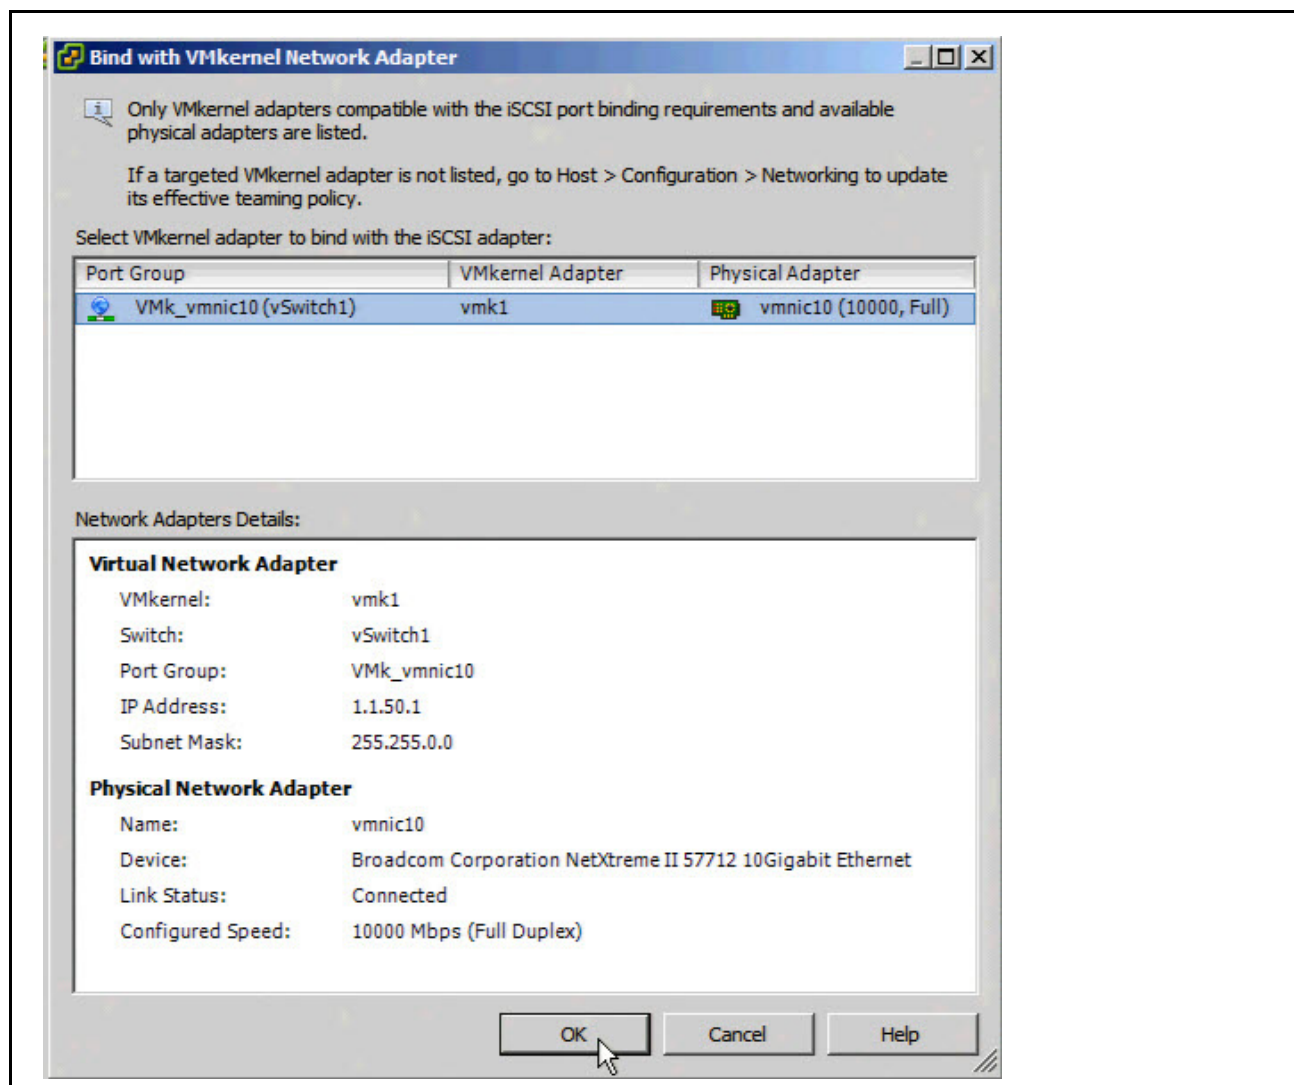 Bind with VMkernel Network Adapter
Only VMkernel adapters compatible with the iSCSI port binding requirements and available
physical adapters are listed.
If a targeted VMkernel adapter is not listed, go to Host > Configuration > Networking to update
its effective teaming policy.
Select VMkernel adapter to bind with the iSCSI adapter:
Port Group VMkernel Adapter Physical Adapter
VMk_vmnic10 (vSwitch1) vmk1 vmnic10 (10000, Full)
Network Adapters Details:
Virtual Network Adapter
VMkernel: vmk1
Switch: vSwitch1
Port Group: VMk_vmnic10
IP Address: 1.1.50.1
Subnet Mask: 255.255.0.0
Physical Network Adapter
Name: vmnic10
Device: Broadcom Corporation NetXtreme II 57712 10Gigabit Ethernet
Link Status: Connected
Configured Speed: 10000 Mbps (Full Duplex)
OK Cancel Help